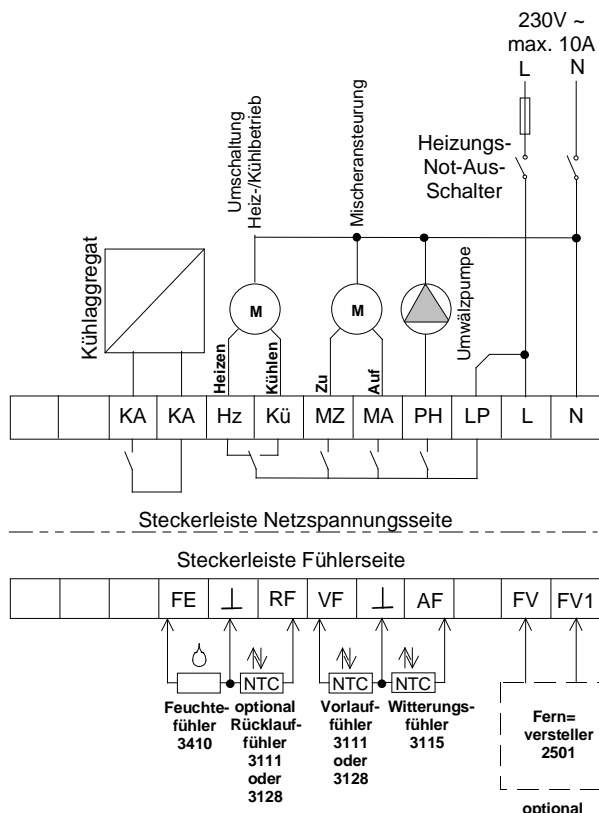 230V ~
max. 10A
L N
Heizungs-
Not-Aus-
Schalter
Umschaltung
Heiz-/Kühlbetrieb
Mischeransteurung
Kühlaggregat
M
M
Umwälzpumpe
Heizen
Kühlen
Zu
Auf
KA KA Hz Kü MZ MA PH LP L N
Steckerleiste Netzspannungsseite
Steckerleiste Fühlerseite
FE ⊥ RF VF ⊥ AF FV FV1
NTC NTC NTC
Feuchte-
fühler
3410
optional
Rücklauf-
fühler
3111
oder
3128
Vorlauf-
fühler
3111
oder
3128
Witterungs-
fühler
3115
Fern=
versteller
2501
optional